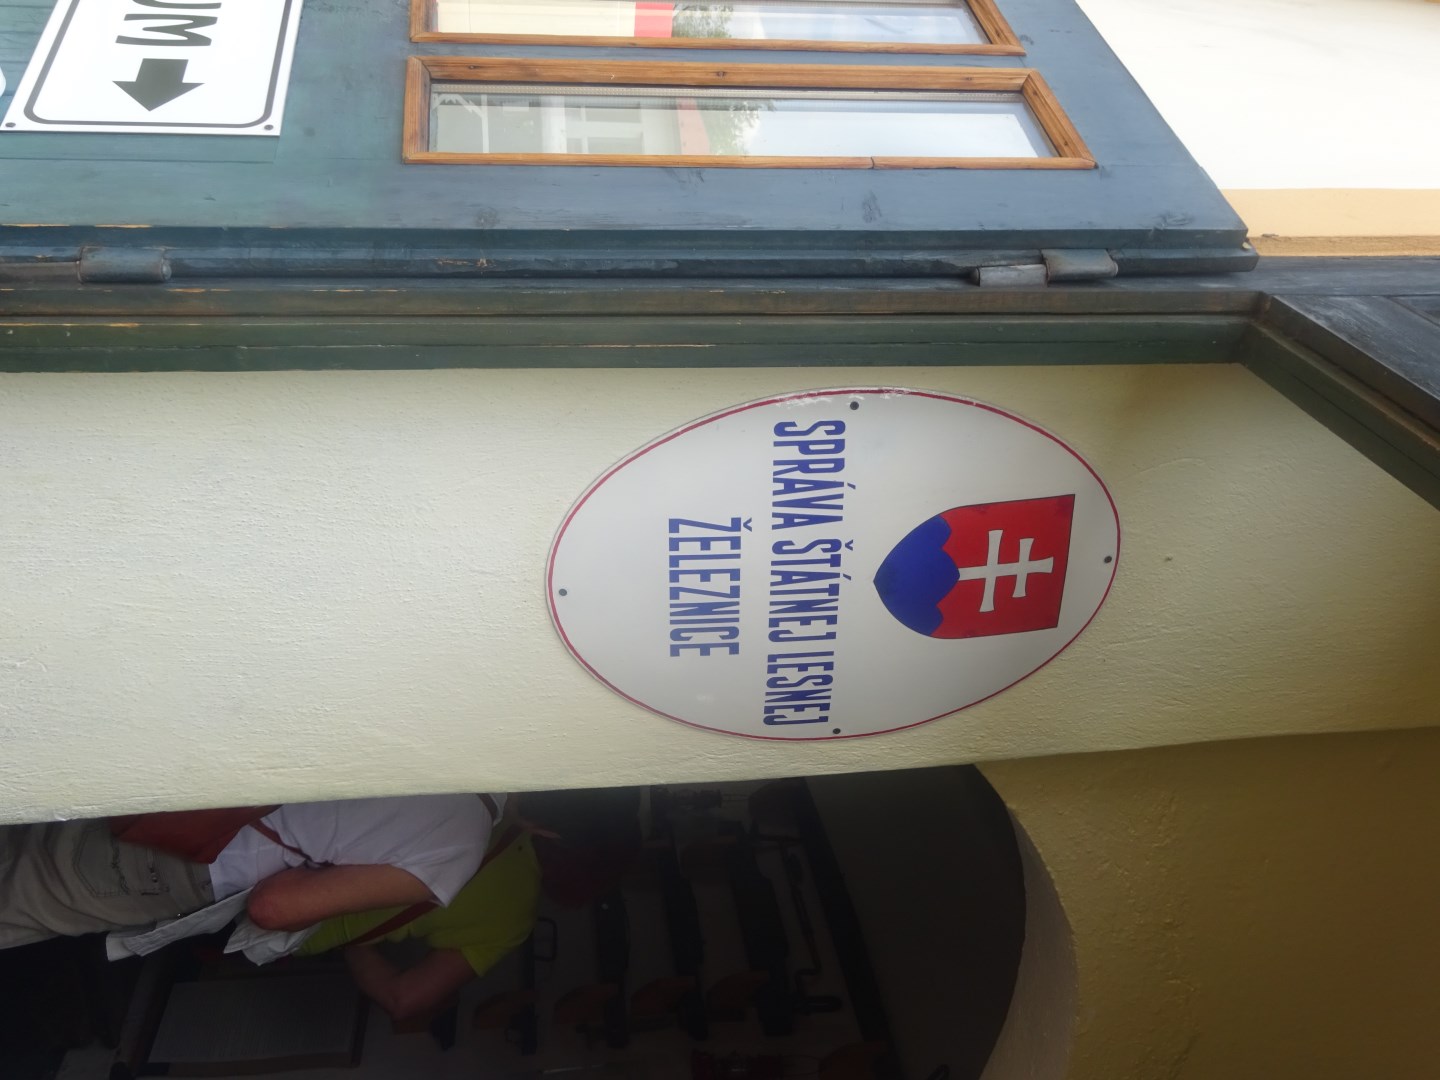 SPRÁVA ŠTÁTNEJ LESNEJ
ŽELEZNICE